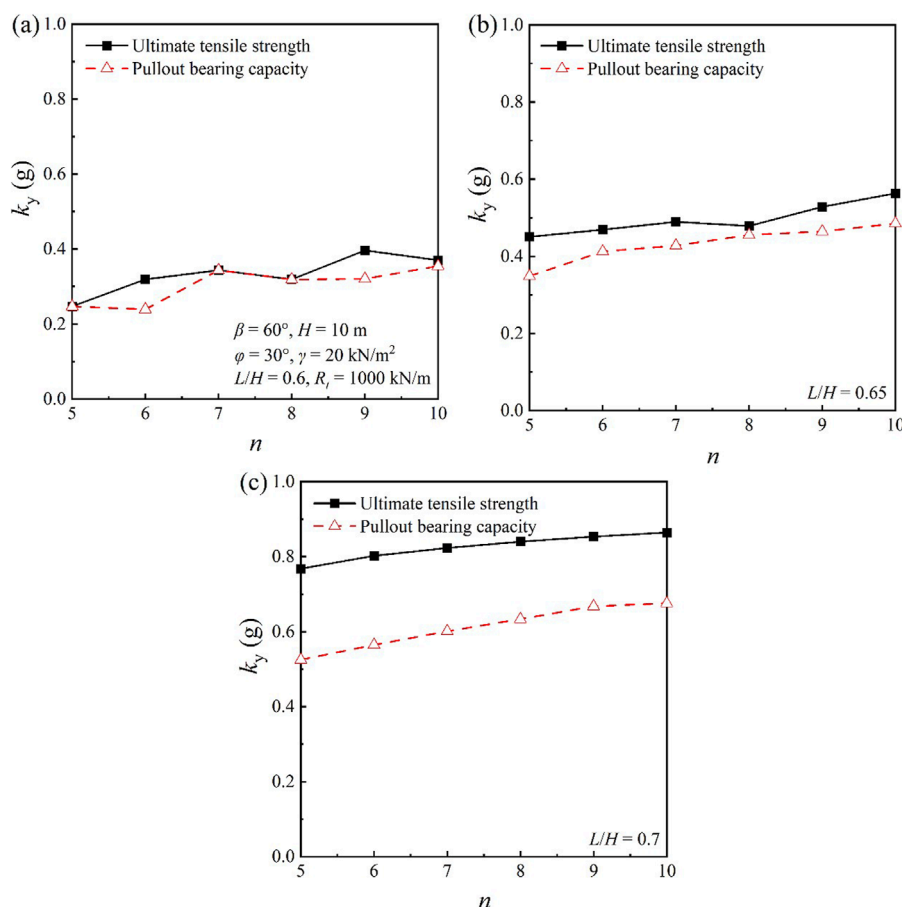 (a)
Ultimate tensile strength
Pullout bearing capacity
1.0
0.8
0.6
0.4
0.2
0.0
k_y (g)
β = 60°, H = 10 m
φ = 30°, γ = 20 kN/m²
L/H = 0.6, R_t = 1000 kN/m
5 6 7 8 9 10
n
(b)
Ultimate tensile strength
Pullout bearing capacity
1.0
0.8
0.6
0.4
0.2
0.0
k_y (g)
L/H = 0.65
5 6 7 8 9 10
n
(c)
Ultimate tensile strength
Pullout bearing capacity
1.0
0.8
0.6
0.4
0.2
0.0
k_y (g)
L/H = 0.7
5 6 7 8 9 10
n